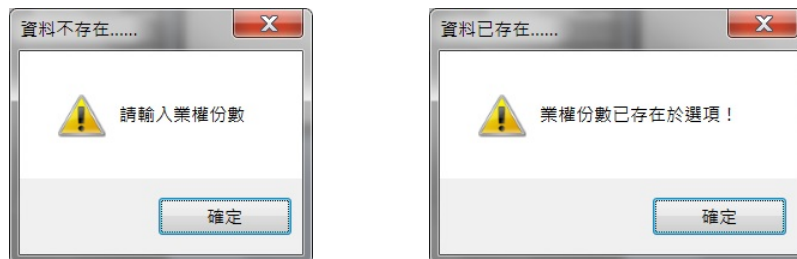 資料不存在......
請輸入業權份數
確定
資料已存在......
業權份數已存在於選項！
確定